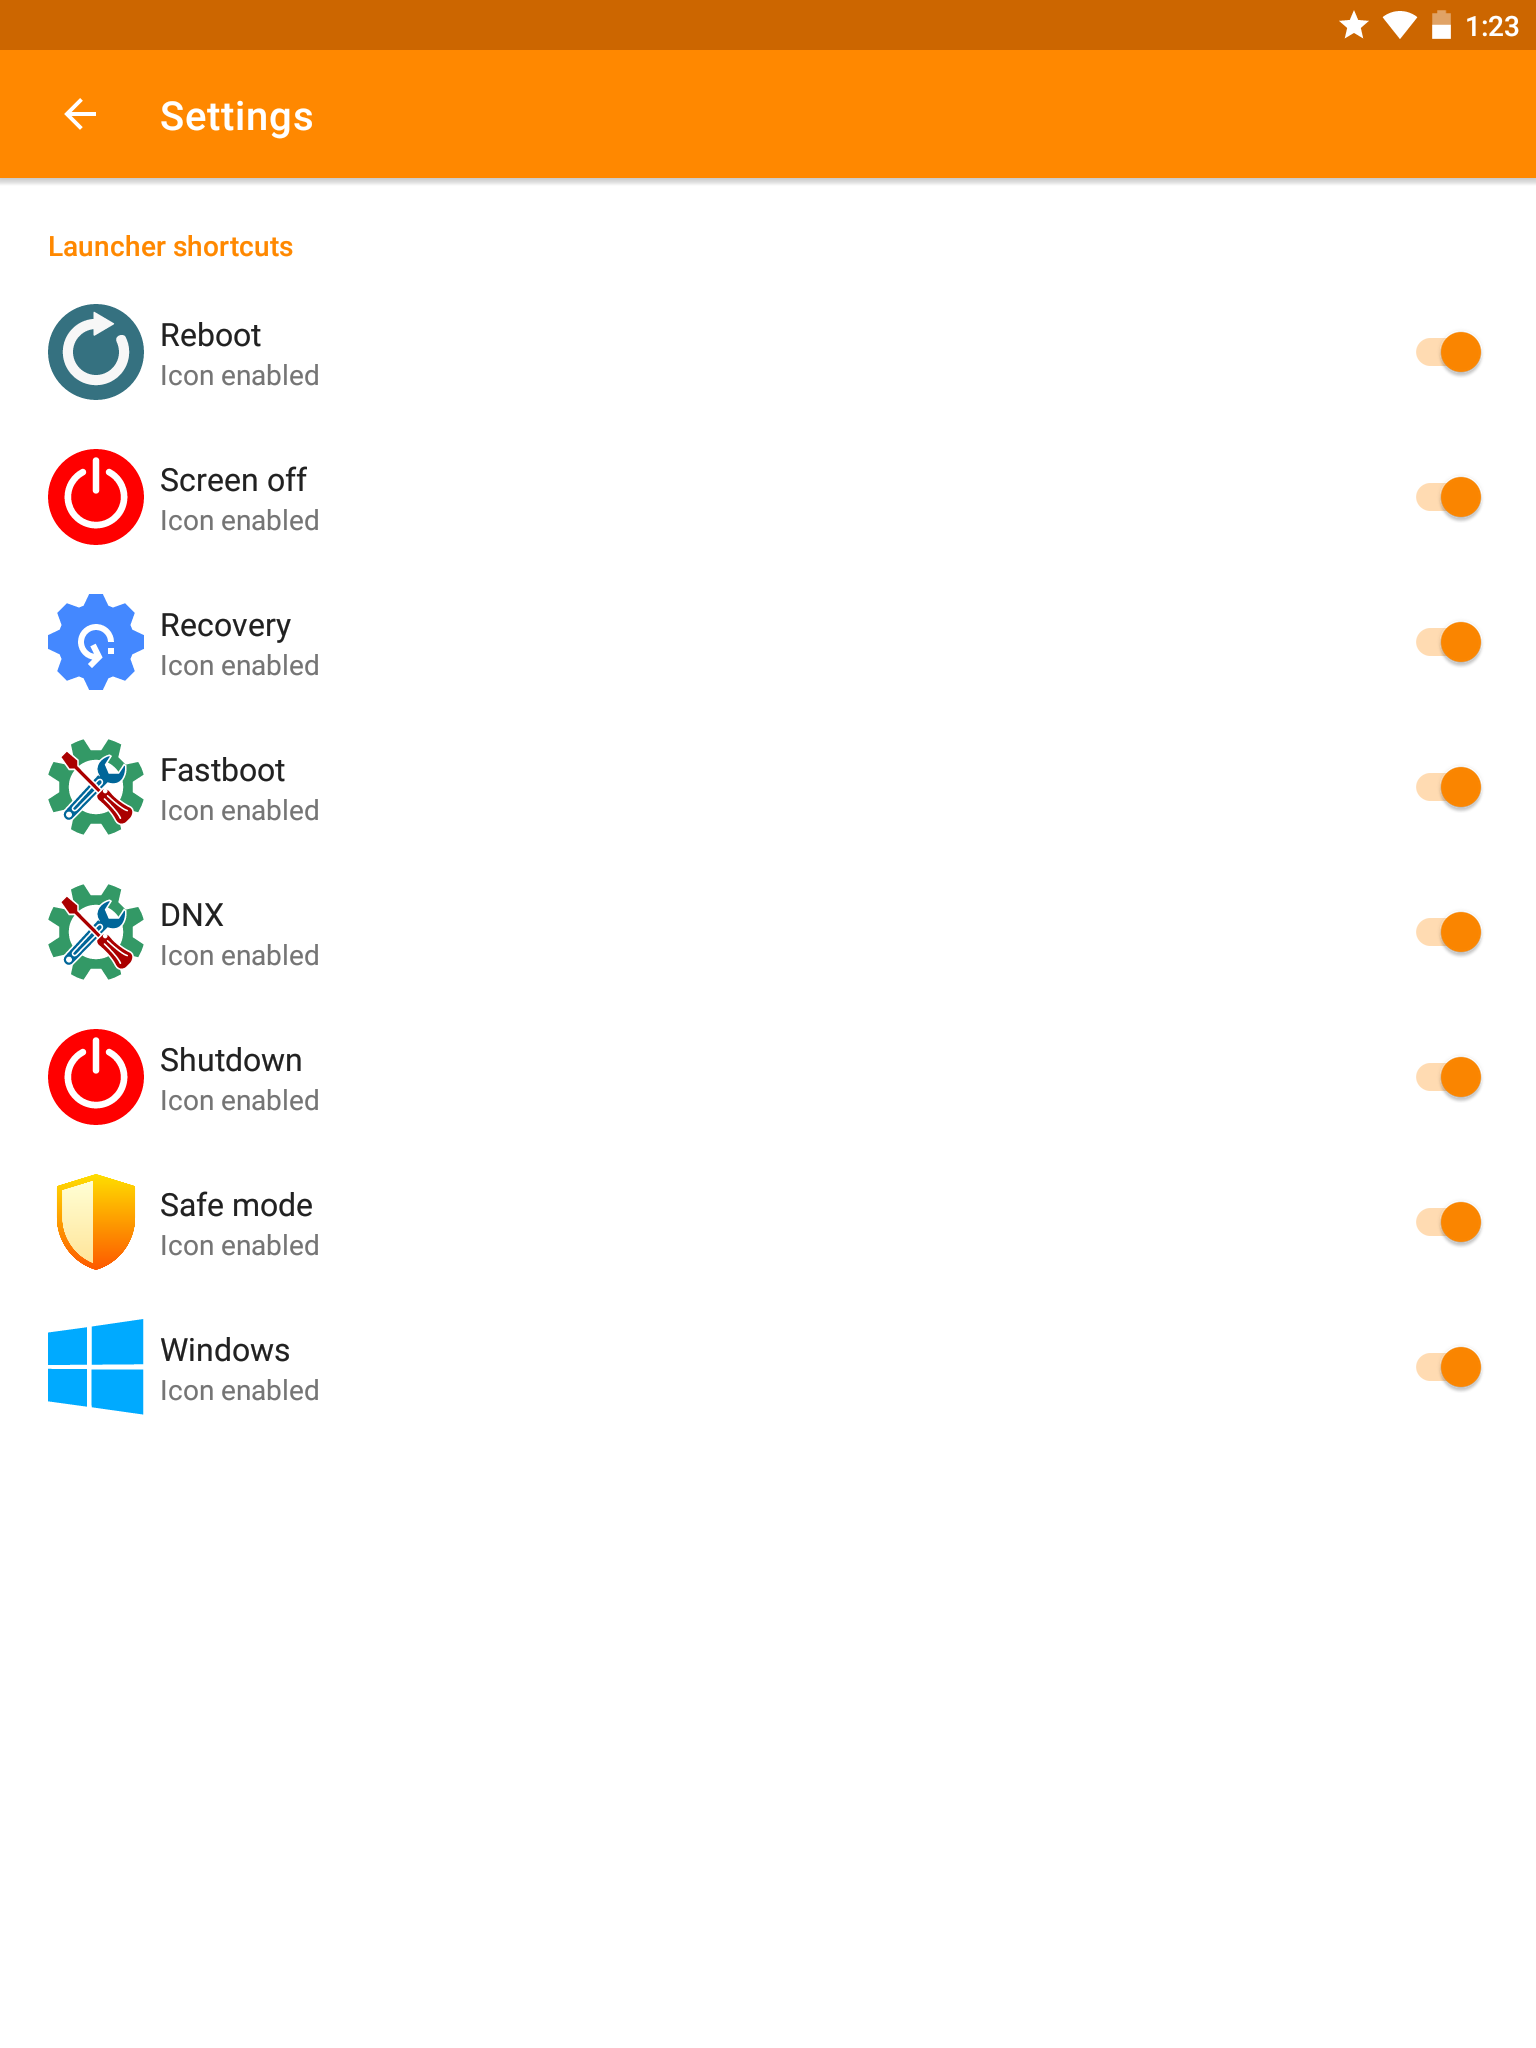 1:23
Settings
Launcher shortcuts
Reboot
Icon enabled
Screen off
Icon enabled
Recovery
Icon enabled
Fastboot
Icon enabled
DNX
Icon enabled
Shutdown
Icon enabled
Safe mode
Icon enabled
Windows
Icon enabled